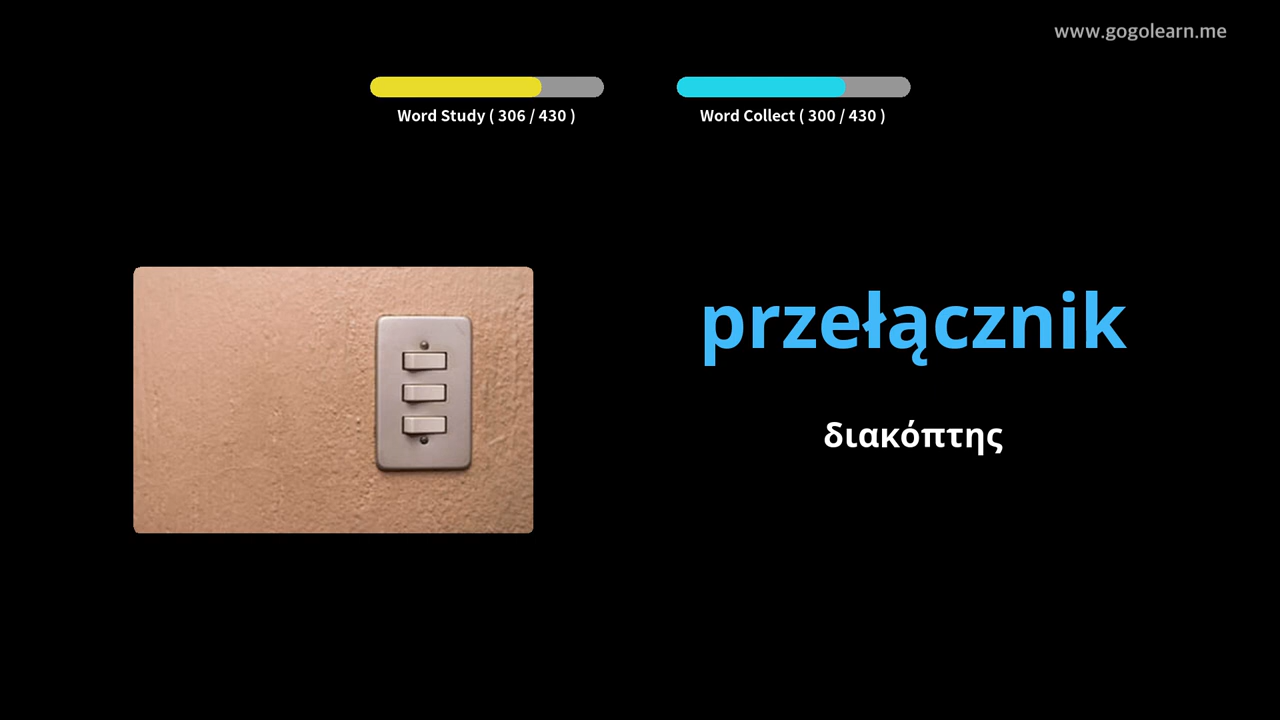 www.gogolearn.me
Word Study ( 306 / 430 )
Word Collect ( 300 / 430 )
przełącznik
διακόπτης